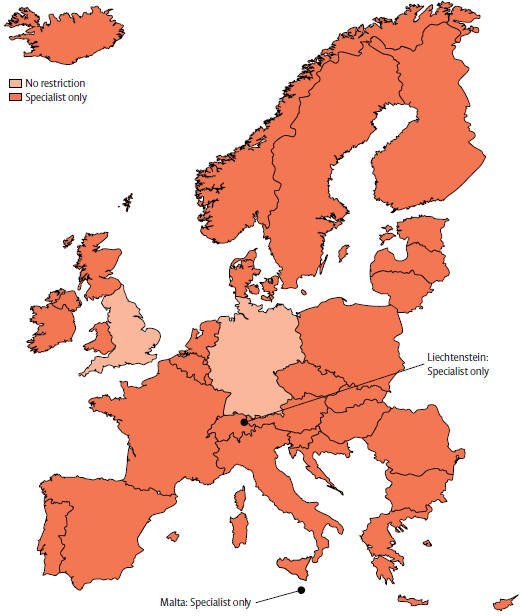 No restriction
Specialist only
Liechtenstein:
Specialist only
Malta: Specialist only